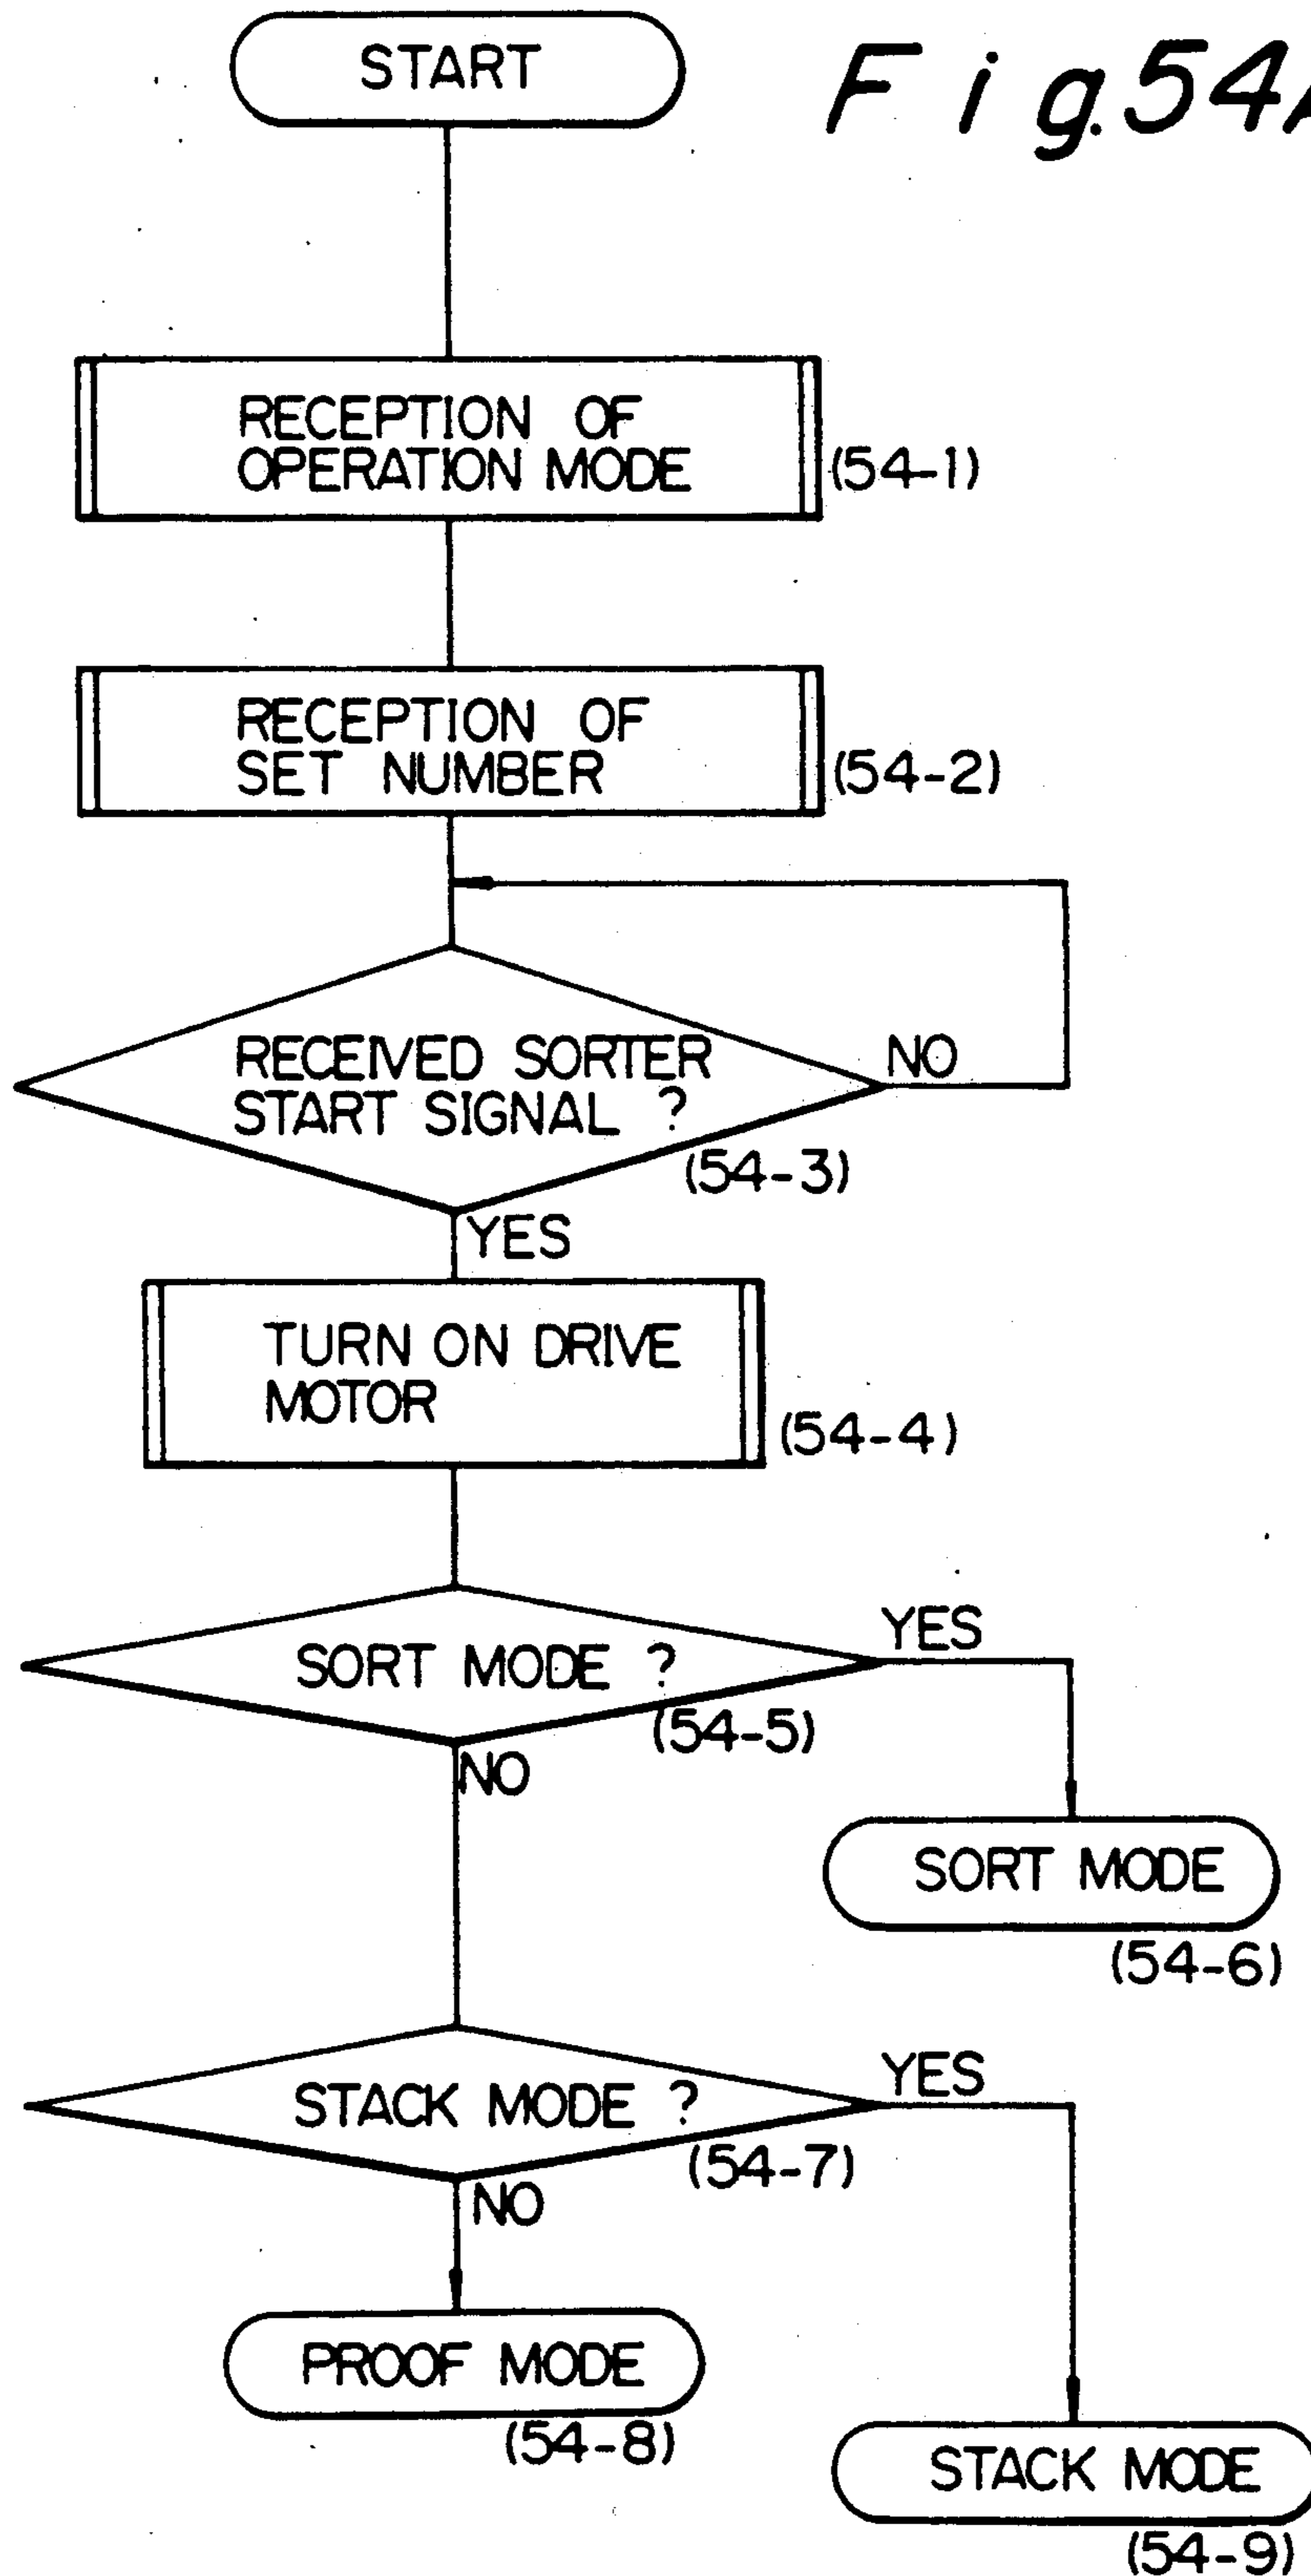 START
Fig.54A
RECEPTION OF
OPERATION MODE
(54-1)
RECEPTION OF
SET NUMBER
(54-2)
RECEIVED SORTER
START SIGNAL ?
NO
(54-3)
YES
TURN ON DRIVE
MOTOR
(54-4)
SORT MODE ?
YES
(54-5)
NO
SORT MODE
(54-6)
STACK MODE ?
YES
(54-7)
NO
PROOF MODE
(54-8)
STACK MODE
(54-9)